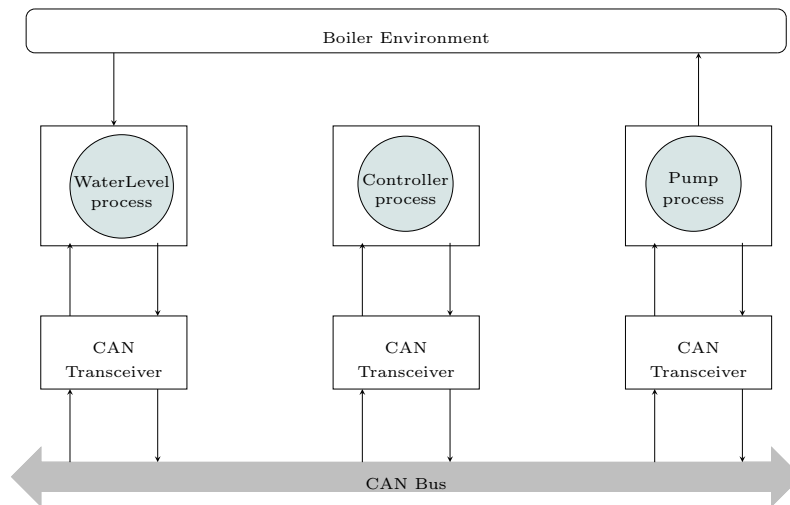 Boiler Environment
WaterLevel
process
Controller
process
Pump
process
CAN
Transceiver
CAN
Transceiver
CAN
Transceiver
CAN Bus